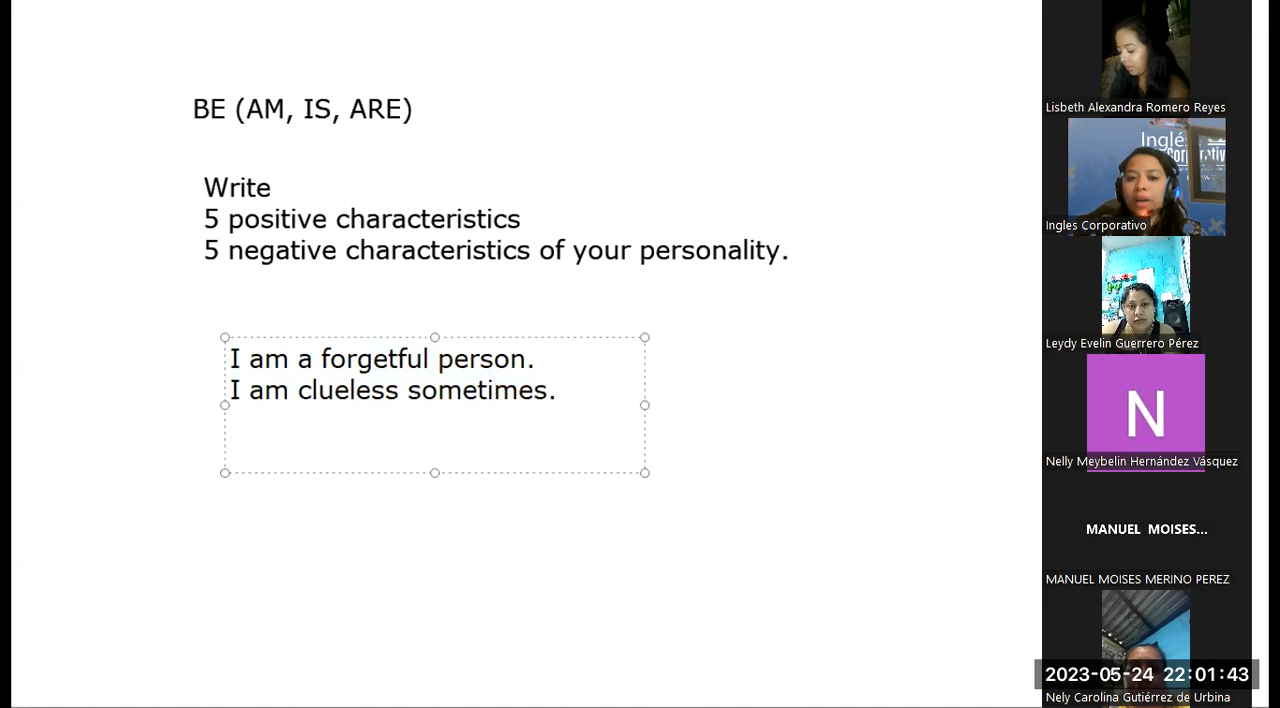 BE (AM, IS, ARE)
Write
5 positive characteristics
5 negative characteristics of your personality.
I am a forgetful person.
I am clueless sometimes.
Lisbeth Alexandra Romero Reyes
Ingles Corporativo
Leydy Evelin Guerrero Pérez
N
Nelly Meybelin Hernández Vásquez
MANUEL MOISES...
MANUEL MOISES MERINO PEREZ
2023-05-24 22:01:43
Nely Carolina Gutiérrez de Urbina